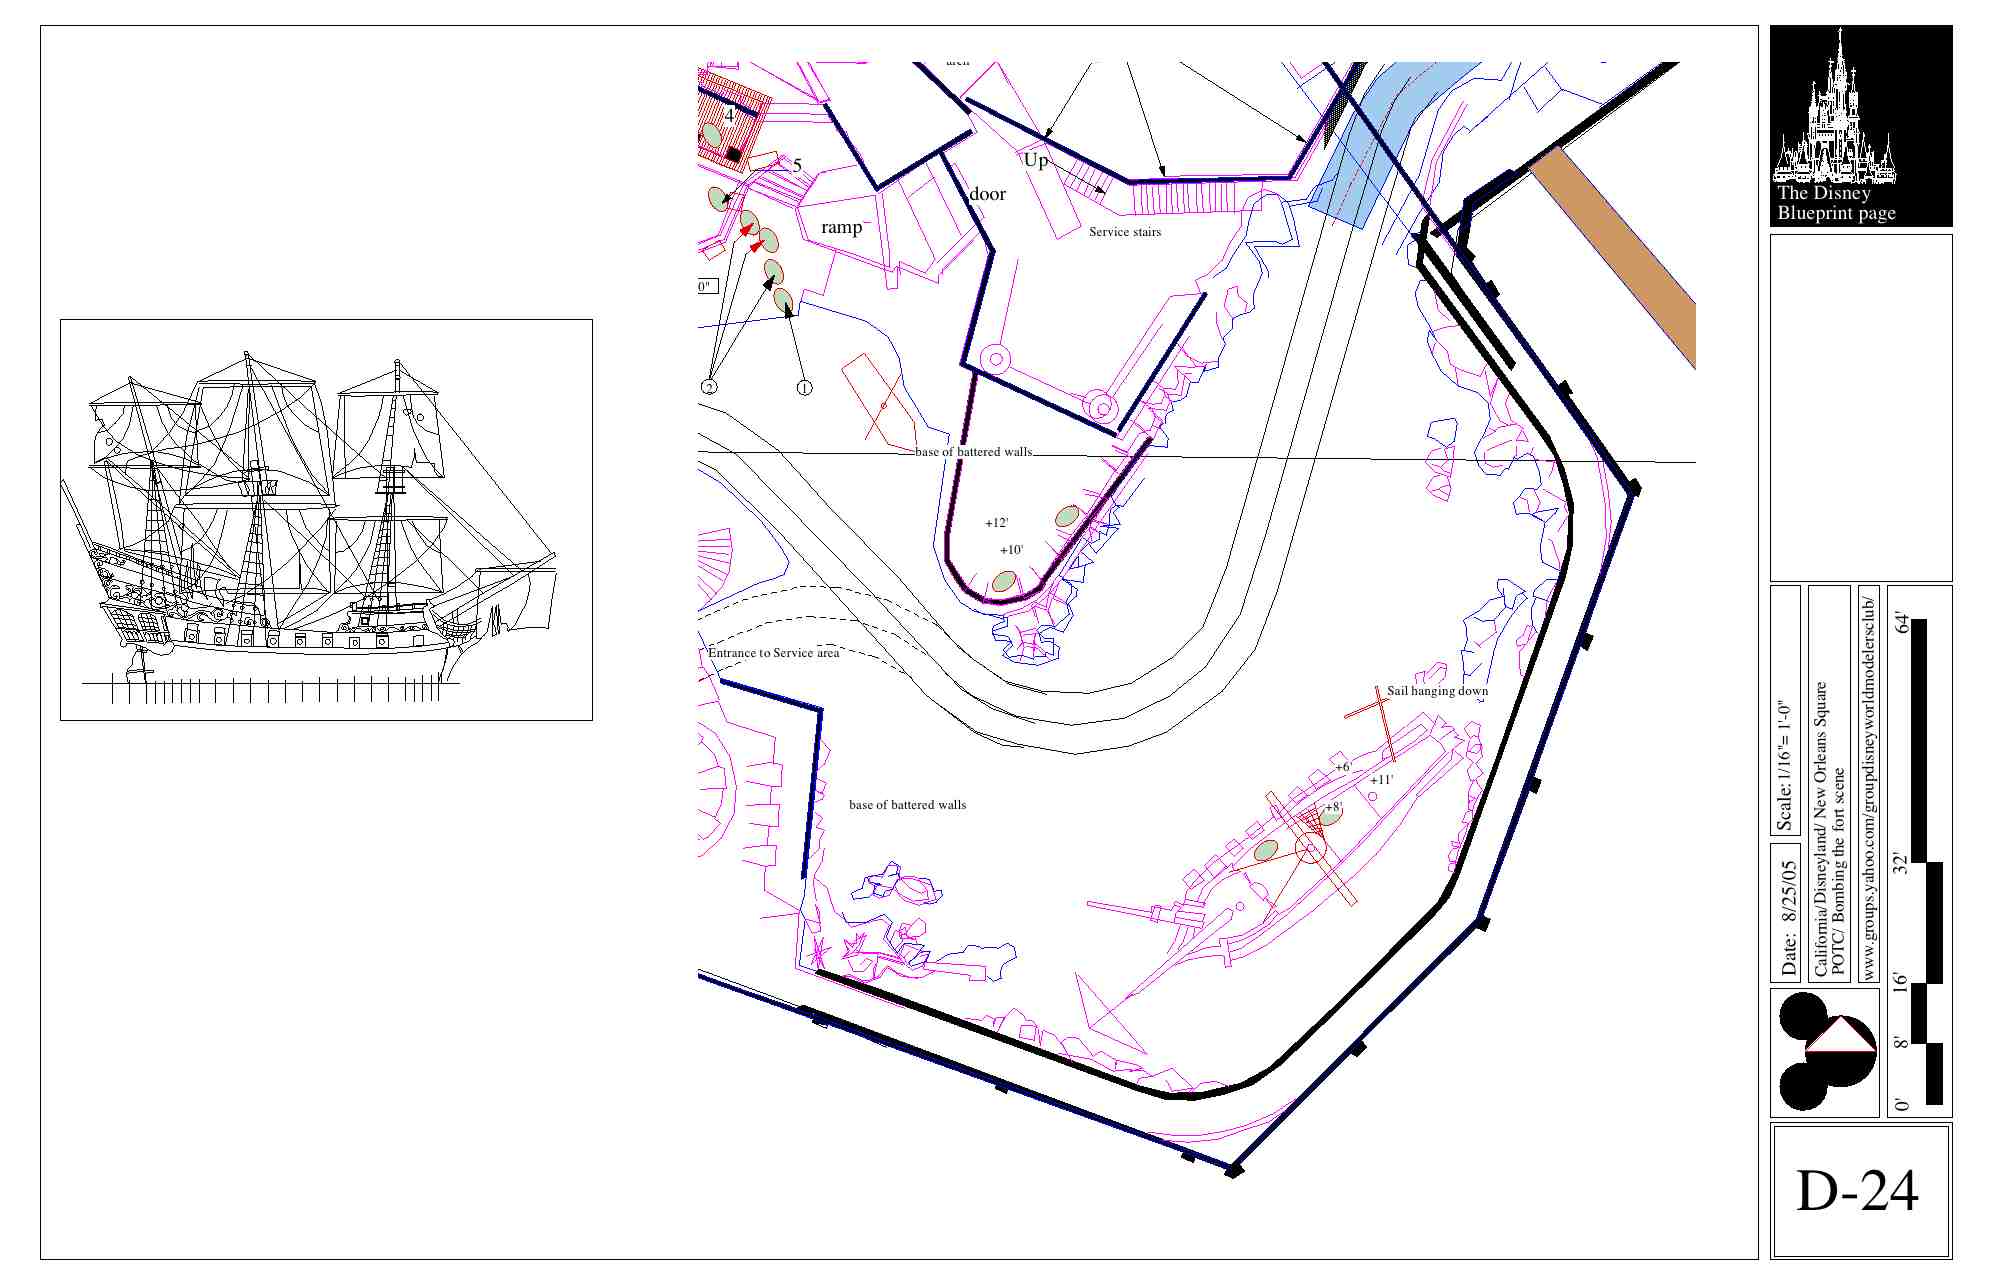 arch
4
5
Up
door
ramp
Service stairs
0"
2
1
base of battered walls
+12'
+10'
Entrance to Service area
Sail hanging down
+6'
+11'
+8'
base of battered walls
The Disney
Blueprint page
Scale: 1/16"= 1'-0"
Date: 8/25/05
California/Disneyland/ New Orleans Square
POTC/ Bombing the fort scene
www.groups.yahoo.com/groupdisneyworldmodelersclub/
64'
32'
16'
8'
0'
D-24